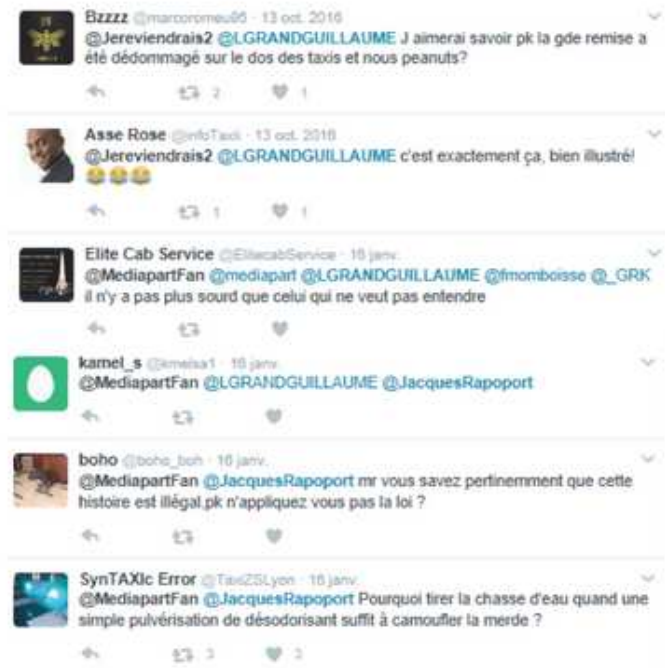 Bzzzz @marcoromeu95 · 13 oct. 2016
@Jereviendrais2 @LGRANDGUILLAUME J aimerai savoir pk la gde remise a
été dédommagé sur le dos des taxis et nous peanuts?
2 1
Asse Rose @infoTaxii · 13 oct. 2016
@Jereviendrais2 @LGRANDGUILLAUME c'est exactement ça, bien illustré!
😂😂😂
1 1
Elite Cab Service @ElitecabService · 16 janv.
@MediapartFan @mediapart @LGRANDGUILLAUME @fmomboisse @_GRK
il n'y a pas plus sourd que celui qui ne veut pas entendre
kamel_s @kmelsa1 · 16 janv.
@MediapartFan @LGRANDGUILLAUME @JacquesRapoport
boho @boho_boh · 16 janv.
@MediapartFan @JacquesRapoport mr vous savez pertinemment que cette
histoire est illégal.pk n'appliquez vous pas la loi ?
SynTAXIc Error @TaxiZSLyon · 16 janv.
@MediapartFan @JacquesRapoport Pourquoi tirer la chasse d'eau quand une
simple pulvérisation de désodorisant suffit à camoufler la merde ?
3 3